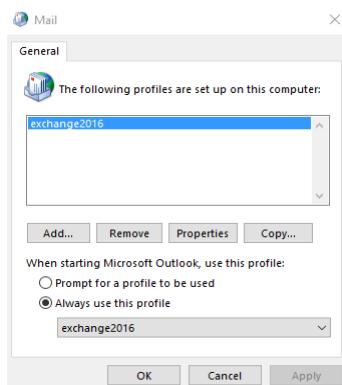 Mail
General
The following profiles are set up on this computer:
exchange2016
Add... Remove Properties Copy...
When starting Microsoft Outlook, use this profile:
Prompt for a profile to be used
Always use this profile
exchange2016
OK Cancel Apply